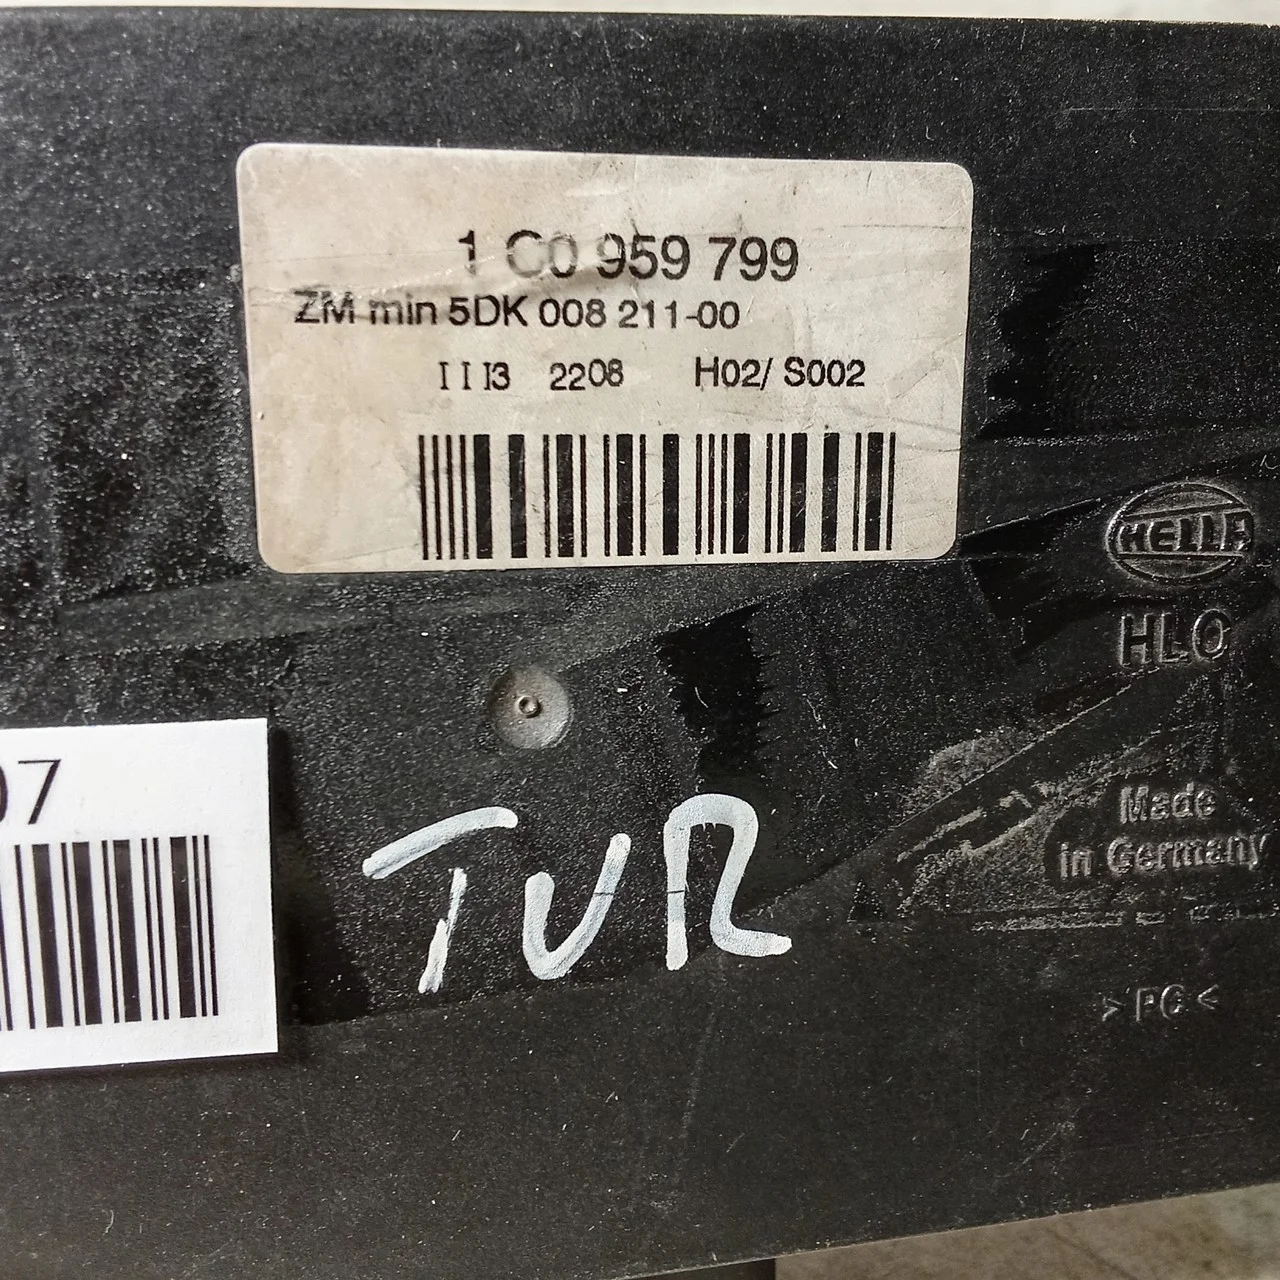 1 C0 959 799
ZM min 5DK 008 211-00
I I I3 2208 H02/ S002
HELLA
HLO
07
Made
in Germany
TUR
>PC<